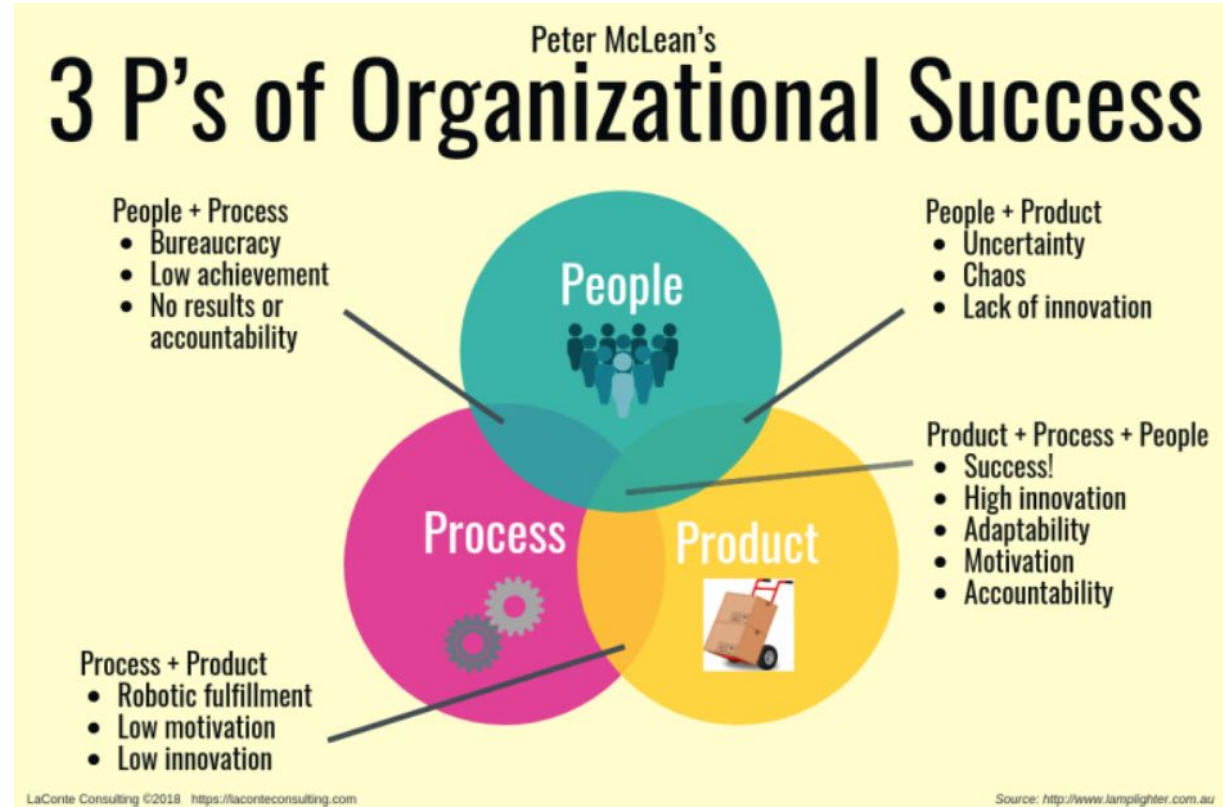 Peter McLean's
3 P's of Organizational Success
People + Process
• Bureaucracy
• Low achievement
• No results or
accountability
People + Product
• Uncertainty
• Chaos
• Lack of innovation
People
Product + Process + People
• Success!
• High innovation
• Adaptability
• Motivation
• Accountability
Process
Product
Process + Product
• Robotic fulfillment
• Low motivation
• Low innovation
LaConte Consulting ©2018 https://laconteconsulting.com
Source: http://www.lamplighter.com.au